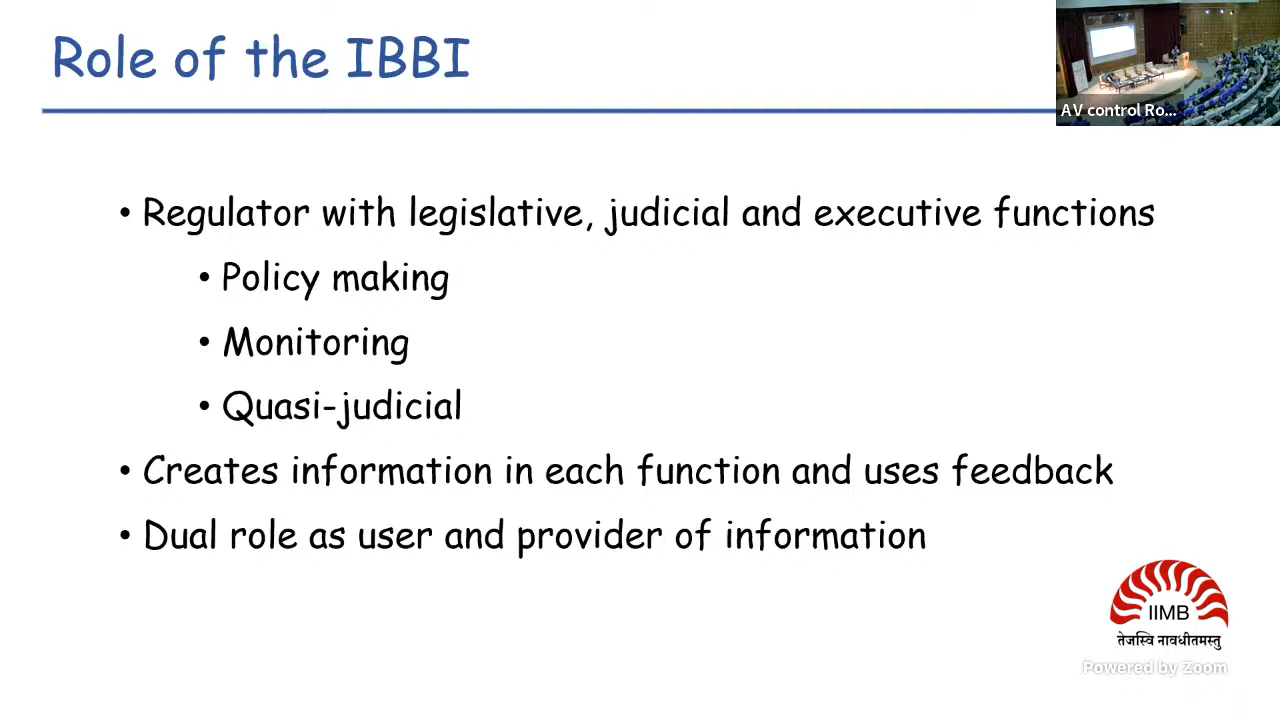 Role of the IBBI
AV control Ro...
• Regulator with legislative, judicial and executive functions
• Policy making
• Monitoring
• Quasi-judicial
• Creates information in each function and uses feedback
• Dual role as user and provider of information
IIMB
तेजस्वि नावधीतमस्तु
Powered by Zoom